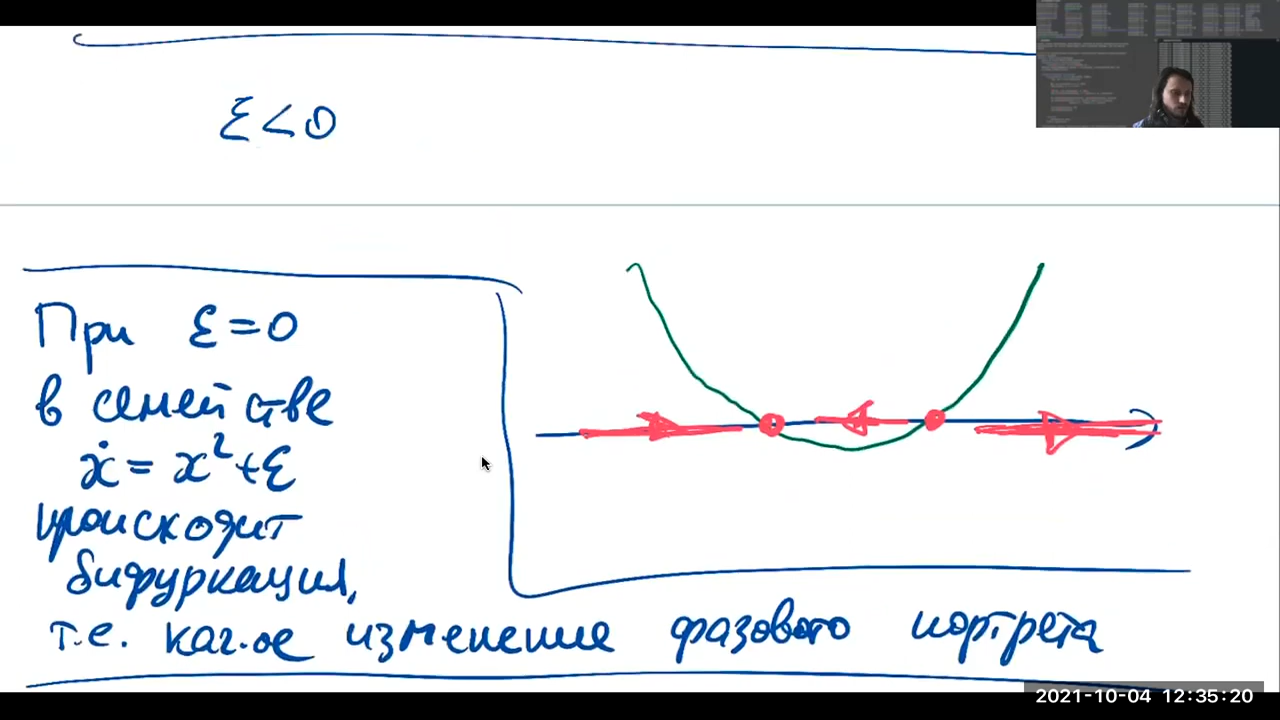 ε<0
При ε=0
в семействе
ẋ = x²+ε
происходит
бифуркация,
т.е. кач.ое изменение фазового портрета
2021-10-04 12:35:20